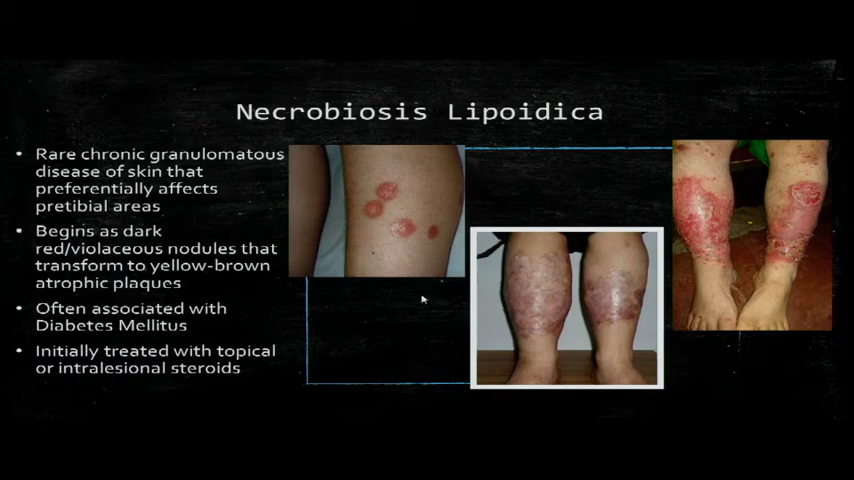 Necrobiosis Lipoidica
• Rare chronic granulomatous
disease of skin that
preferentially affects
pretibial areas
• Begins as dark
red/violaceous nodules that
transform to yellow-brown
atrophic plaques
• Often associated with
Diabetes Mellitus
• Initially treated with topical
or intralesional steroids